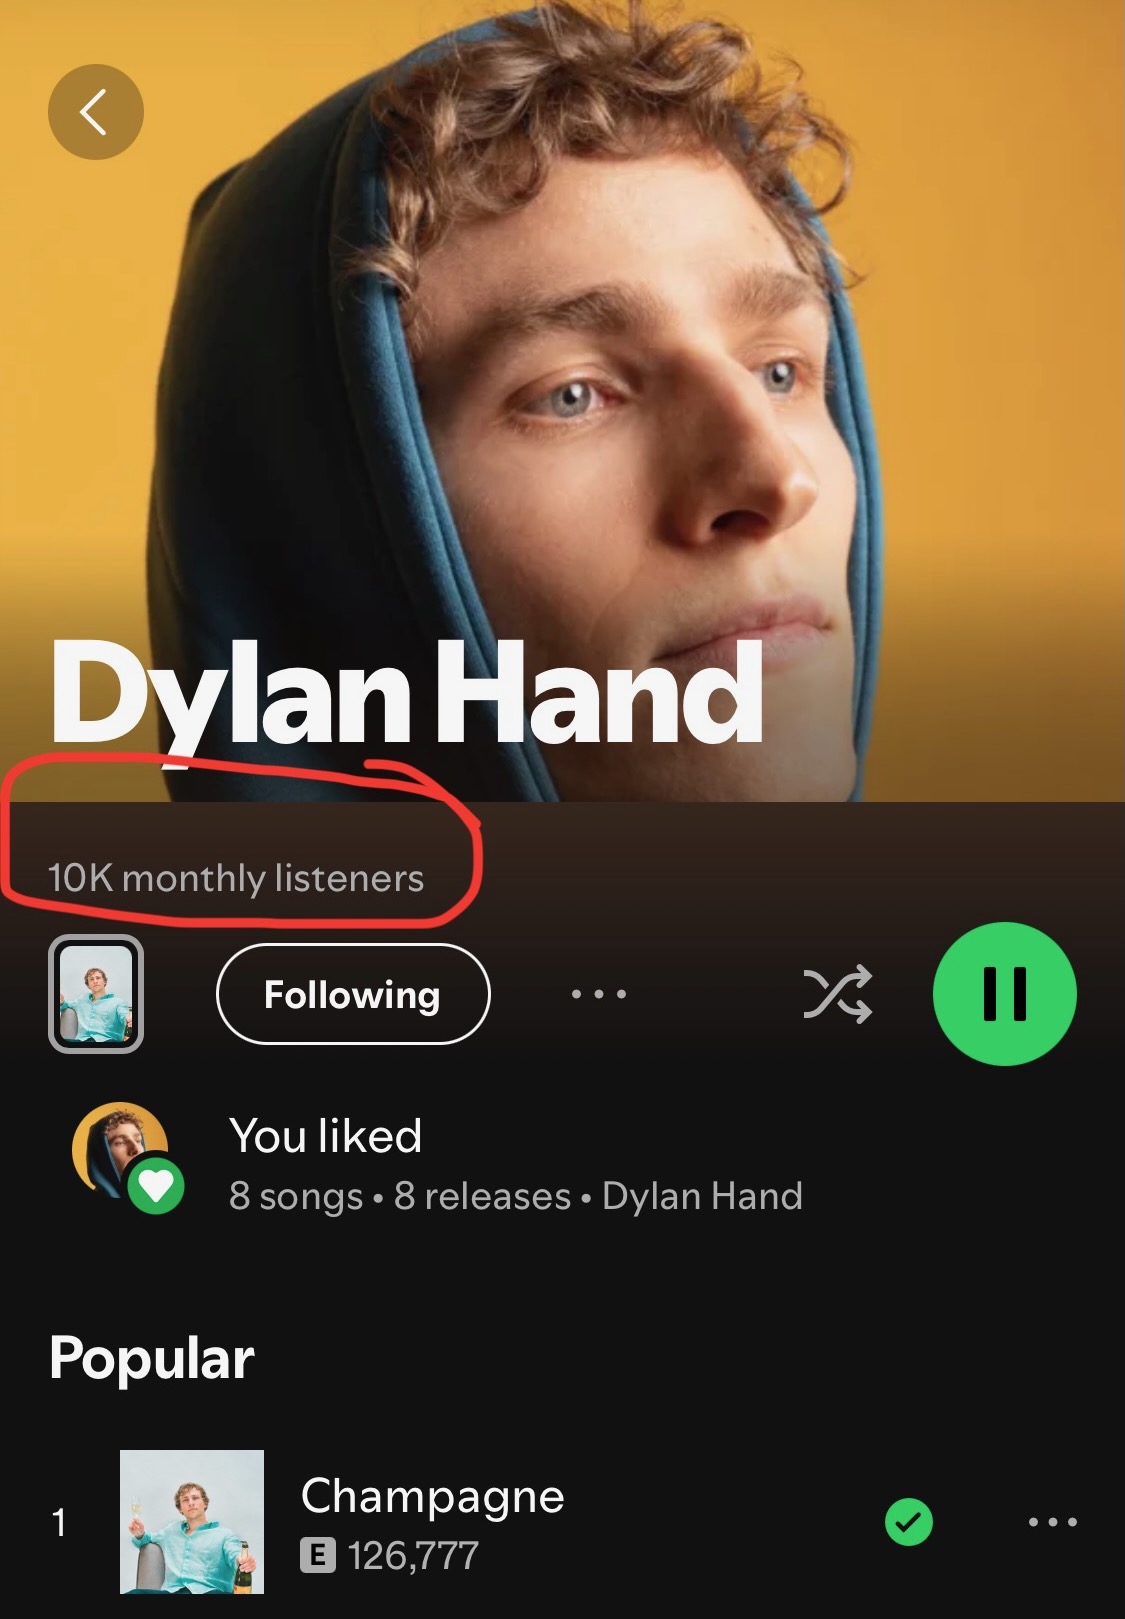 Dylan Hand
10K monthly listeners
Following
You liked
8 songs • 8 releases • Dylan Hand
Popular
1
Champagne
E 126,777